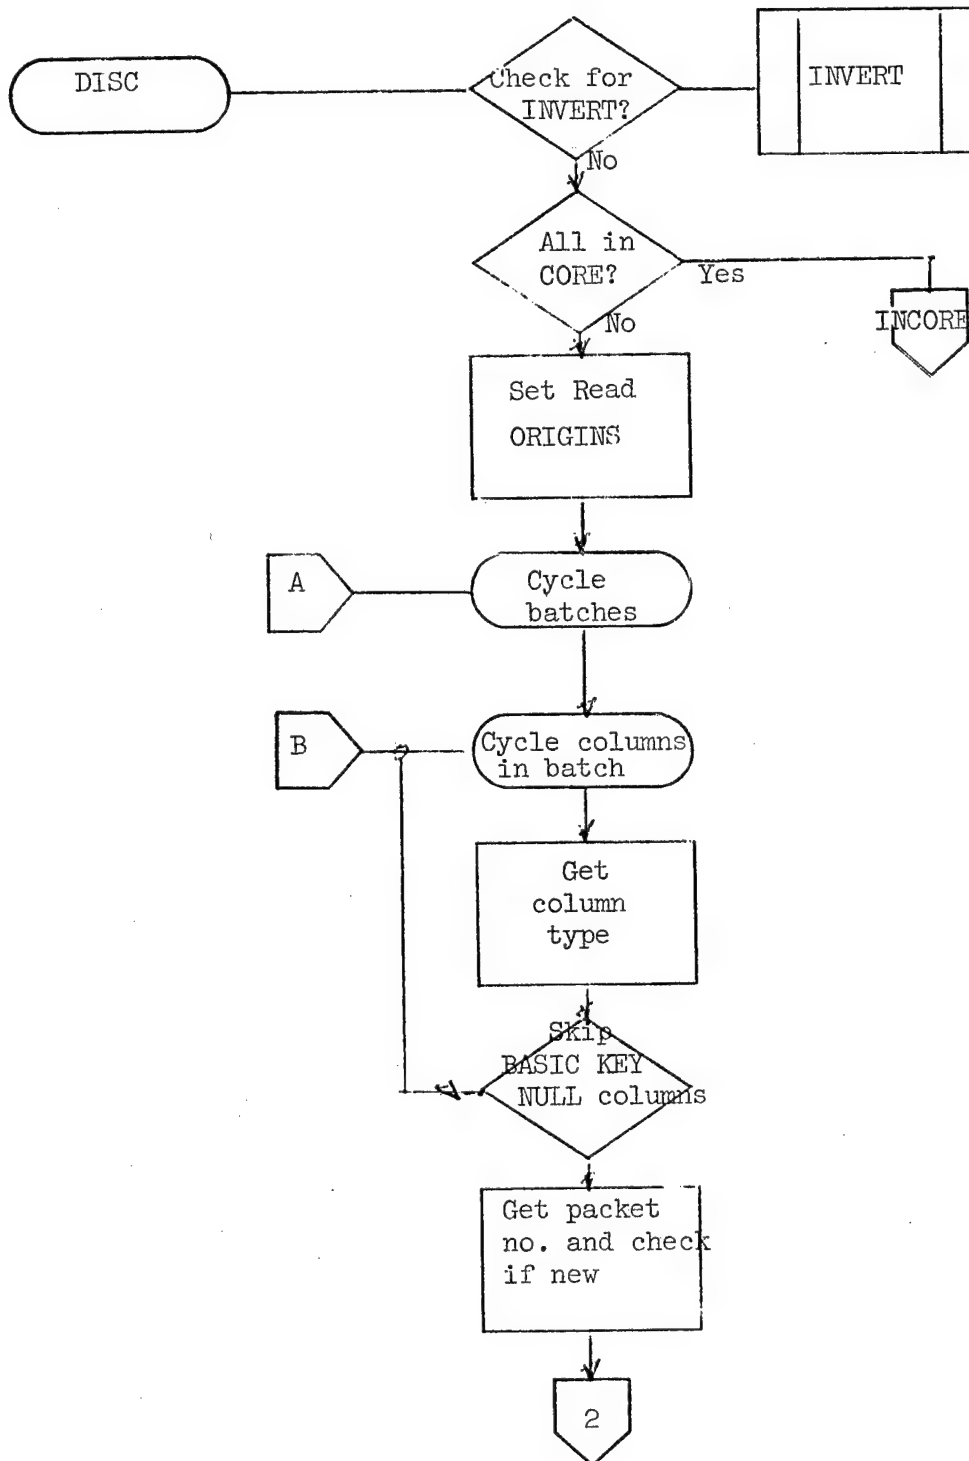 DISC
Check for
INVERT?
INVERT
No
All in
CORE?
Yes
INCORE
No
Set Read
ORIGINS
A
Cycle
batches
B
Cycle columns
in batch
Get
column
type
Skip
BASIC KEY
NULL columns
Get packet
no. and check
if new
2